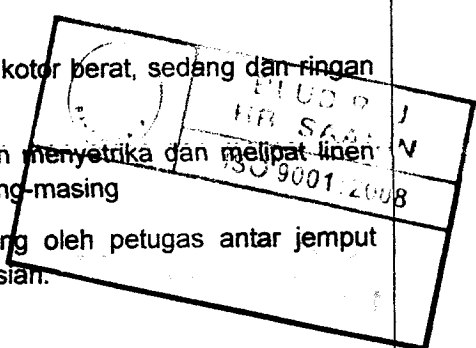 kotor berat, sedang dan ringan
menyetrika dan melipat linen
ng-masing
ng oleh petugas antar jemput
sian.
ISO 9001:2008